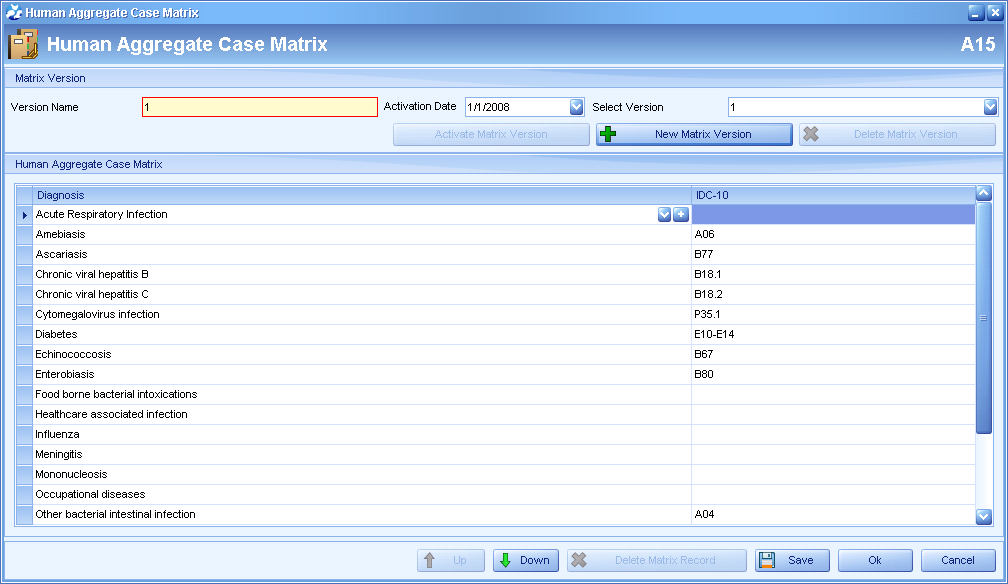 Human Aggregate Case Matrix
Human Aggregate Case Matrix A15
Matrix Version
Version Name 1 Activation Date 1/1/2008 Select Version 1
Activate Matrix Version New Matrix Version Delete Matrix Version
Human Aggregate Case Matrix
Diagnosis IDC-10
Acute Respiratory Infection
Amebiasis A06
Ascariasis B77
Chronic viral hepatitis B B18.1
Chronic viral hepatitis C B18.2
Cytomegalovirus infection P35.1
Diabetes E10-E14
Echinococcosis B67
Enterobiasis B80
Food borne bacterial intoxications
Healthcare associated infection
Influenza
Meningitis
Mononucleosis
Occupational diseases
Other bacterial intestinal infection A04
Up Down Delete Matrix Record Save Ok Cancel